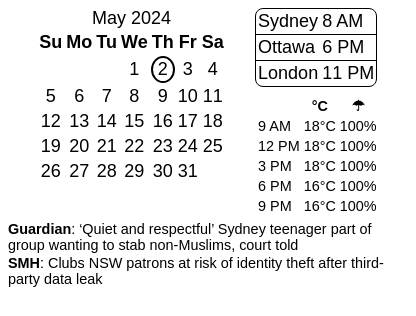 May 2024
Su Mo Tu We Th Fr Sa
1 2 3 4
5 6 7 8 9 10 11
12 13 14 15 16 17 18
19 20 21 22 23 24 25
26 27 28 29 30 31
Sydney 8 AM
Ottawa 6 PM
London 11 PM
°C ☂
9 AM 18°C 100%
12 PM 18°C 100%
3 PM 18°C 100%
6 PM 16°C 100%
9 PM 16°C 100%
Guardian: ‘Quiet and respectful’ Sydney teenager part of
group wanting to stab non-Muslims, court told
SMH: Clubs NSW patrons at risk of identity theft after third-
party data leak